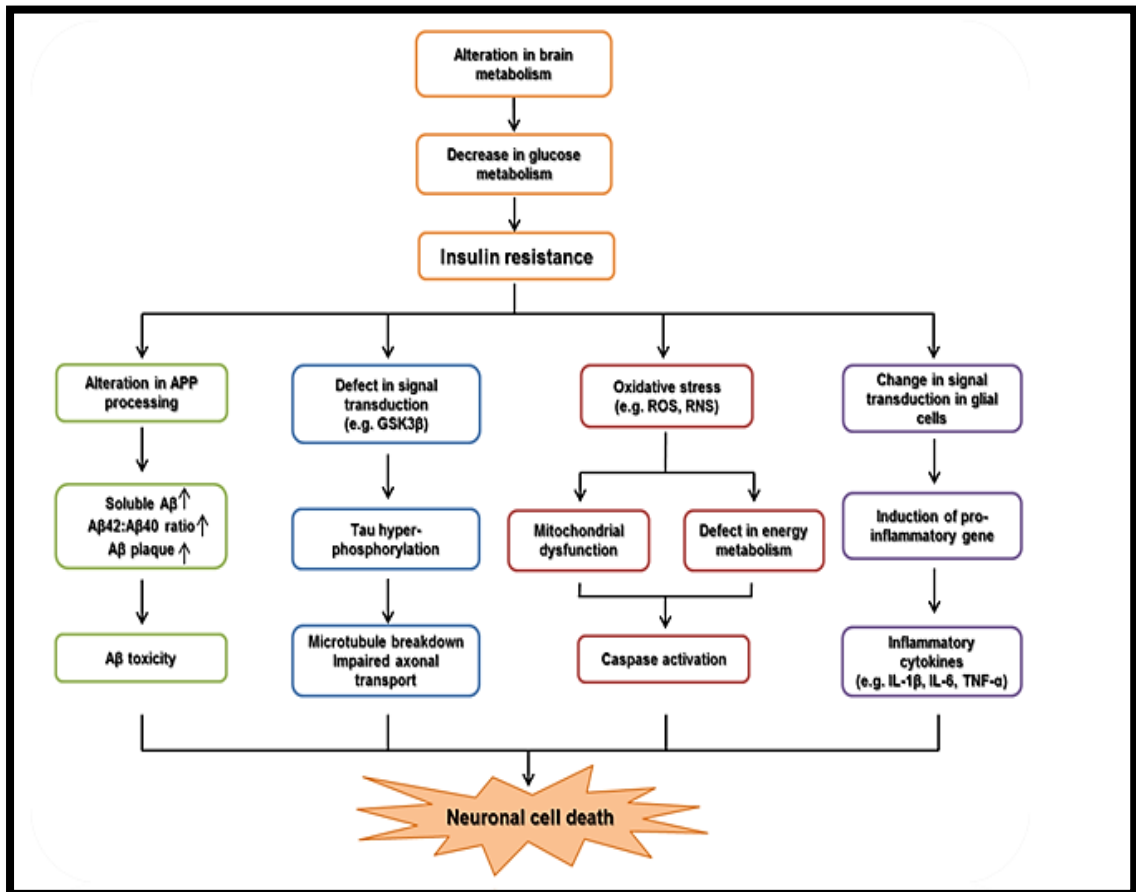 Alteration in brain
metabolism
Decrease in glucose
metabolism
Insulin resistance
Alteration in APP
processing
Soluble Aβ↑
Aβ42:Aβ40 ratio↑
Aβ plaque ↑
Aβ toxicity
Defect in signal
transduction
(e.g. GSK3β)
Tau hyper-
phosphorylation
Microtubule breakdown
Impaired axonal
transport
Oxidative stress
(e.g. ROS, RNS)
Mitochondrial
dysfunction
Defect in energy
metabolism
Caspase activation
Change in signal
transduction in glial
cells
Induction of pro-
inflammatory gene
Inflammatory
cytokines
(e.g. IL-1β, IL-6, TNF-α)
Neuronal cell death